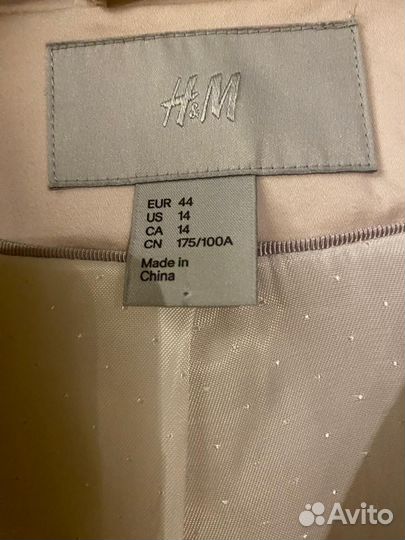 H&M
EUR 44
US 14
CA 14
CN 175/100A
Made in
China
Avito